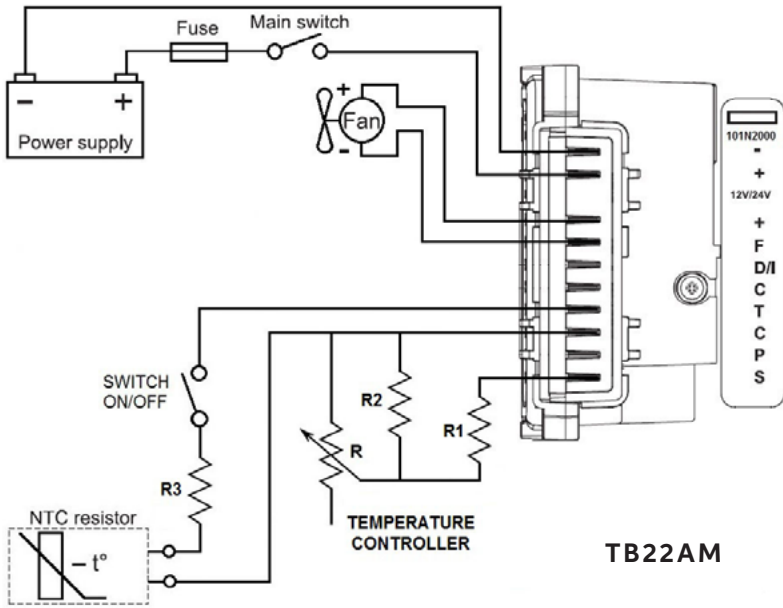 Fuse
Main switch
- +
Power supply
+
Fan
-
101N2000
-
+
12V/24V
+
F
D/I
C
T
C
P
S
SWITCH
ON/OFF
R2
R1
R
R3
NTC resistor
– t°
TEMPERATURE
CONTROLLER
TB22AM